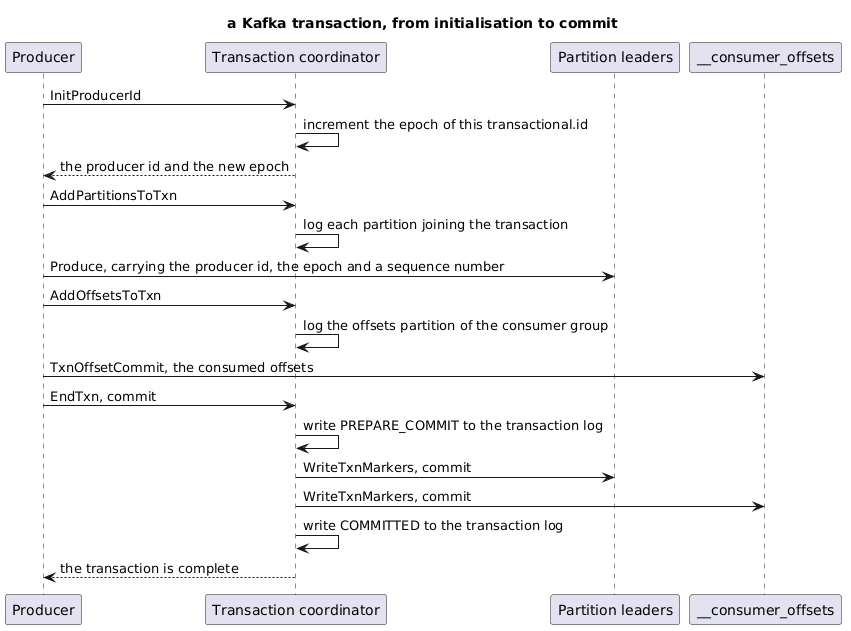 a Kafka transaction, from initialisation to commit
Producer
Transaction coordinator
Partition leaders
__consumer_offsets
InitProducerId
increment the epoch of this transactional.id
the producer id and the new epoch
AddPartitionsToTxn
log each partition joining the transaction
Produce, carrying the producer id, the epoch and a sequence number
AddOffsetsToTxn
log the offsets partition of the consumer group
TxnOffsetCommit, the consumed offsets
EndTxn, commit
write PREPARE_COMMIT to the transaction log
WriteTxnMarkers, commit
WriteTxnMarkers, commit
write COMMITTED to the transaction log
the transaction is complete
Producer
Transaction coordinator
Partition leaders
__consumer_offsets